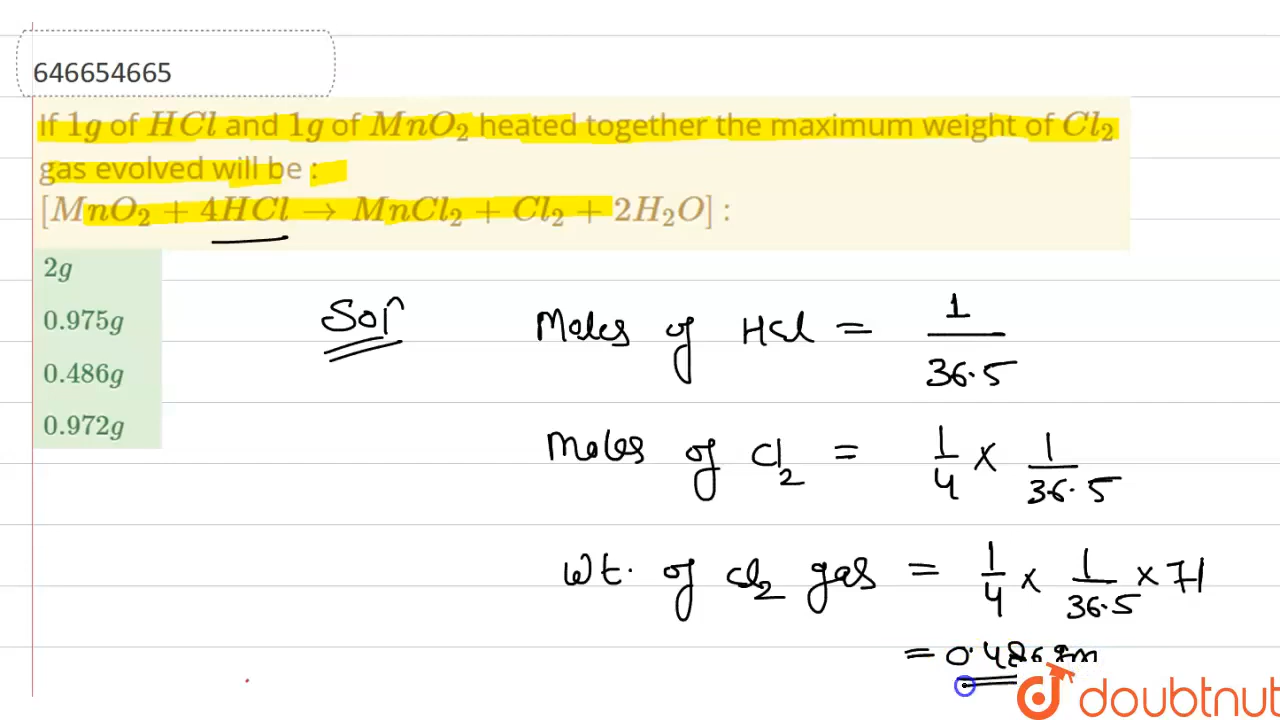 646654665
If 1g of HCl and 1g of MnO₂ heated together the maximum weight of Cl₂
gas evolved will be :
[MnO₂ + 4HCl → MnCl₂ + Cl₂ + 2H₂O] :
2g
0.975g
0.486g
0.972g
Solⁿ
Moles of HCl = 1/36.5
Moles of Cl₂ = 1/4 × 1/36.5
Wt. of Cl₂ gas = 1/4 × 1/36.5 × 71
= 0.486 gm
doubtnut